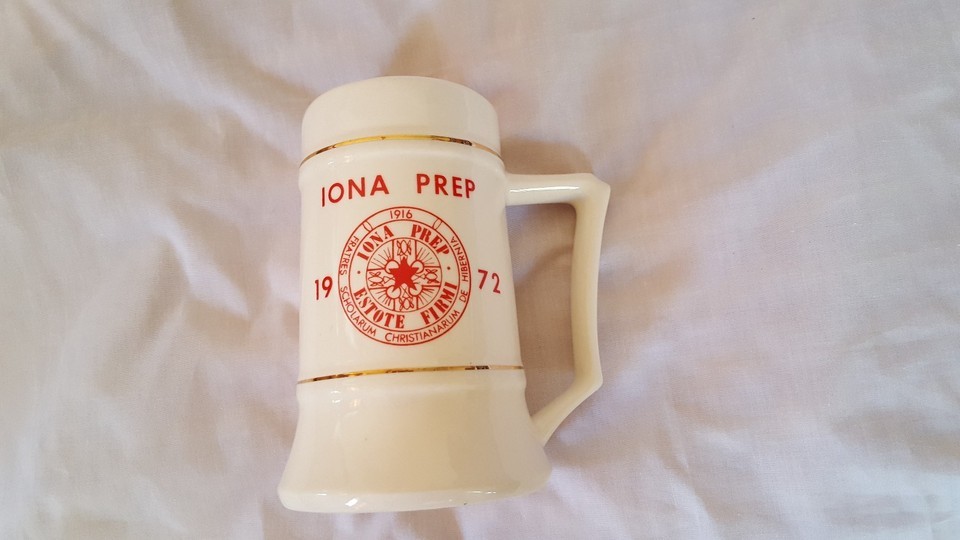 IONA PREP
19 72
1916
FRATRES SCHOLARUM CHRISTIANARUM DE HIBERNIA
· IONA PREP ·
ESTOTE FIRMI